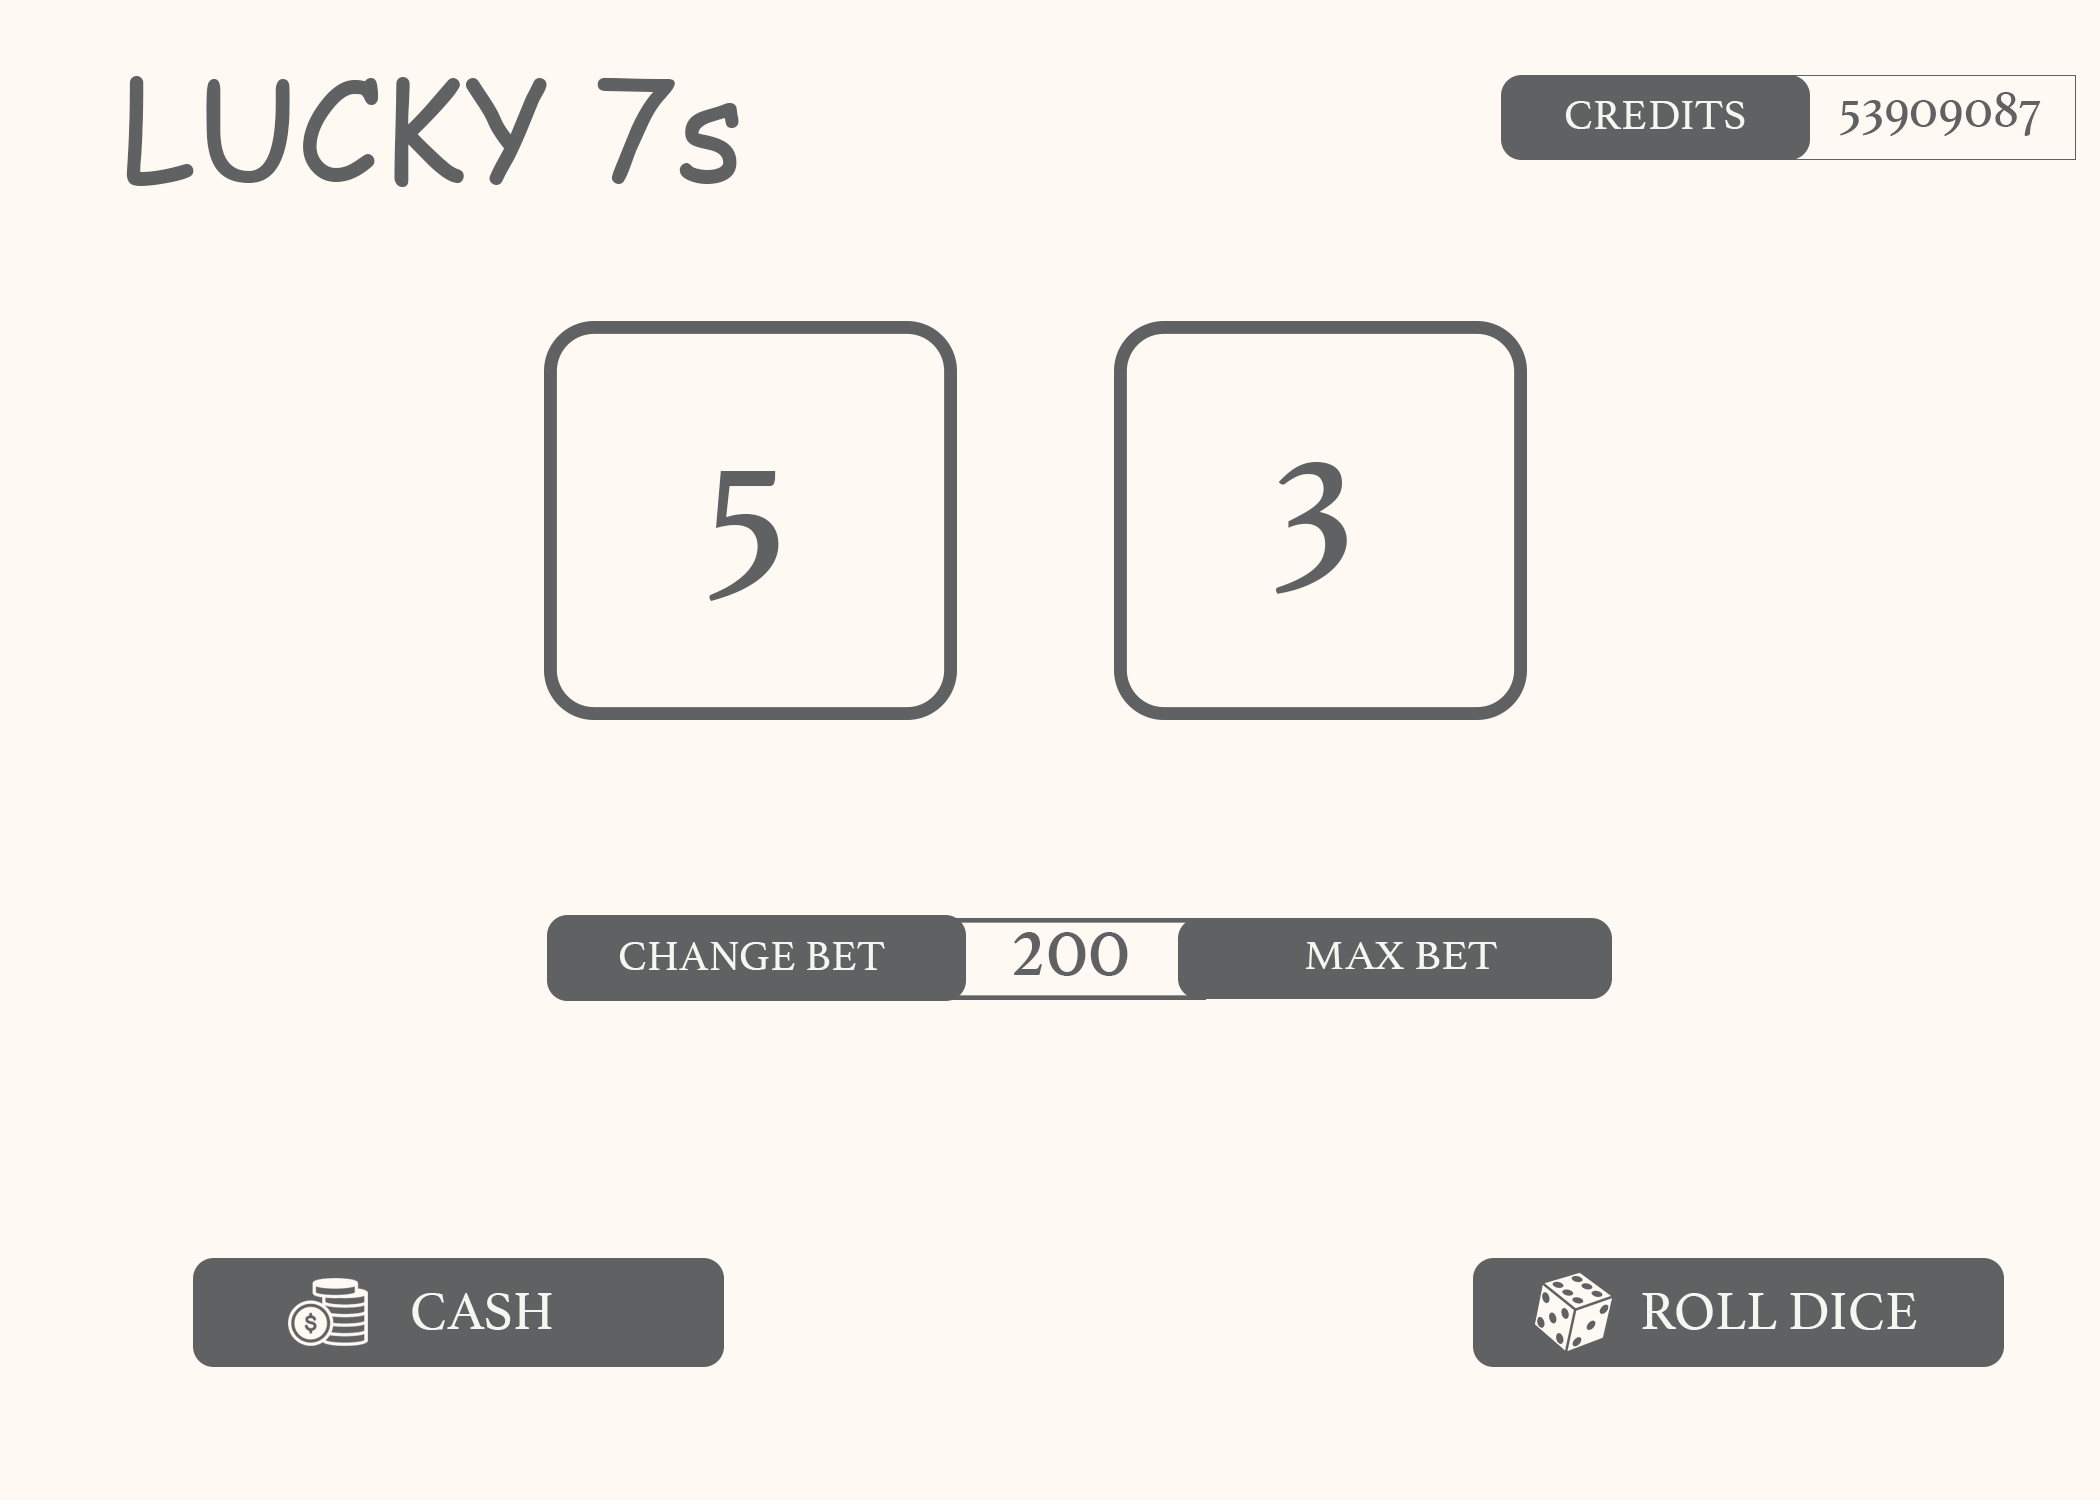 LUCKY 7s
CREDITS 53909087
5 3
CHANGE BET 200 MAX BET
$ CASH
ROLL DICE